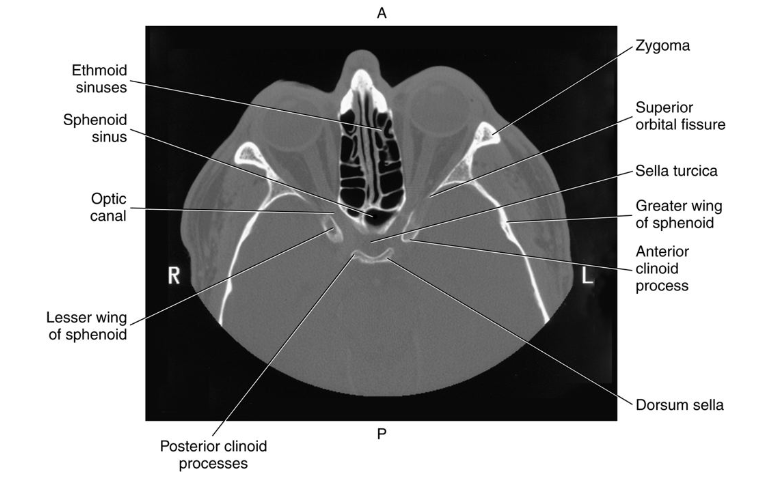 A
Ethmoid
sinuses
Sphenoid
sinus
Optic
canal
R
Lesser wing
of sphenoid
Posterior clinoid
processes
P
Zygoma
Superior
orbital fissure
Sella turcica
Greater wing
of sphenoid
Anterior
clinoid
process
L
Dorsum sella